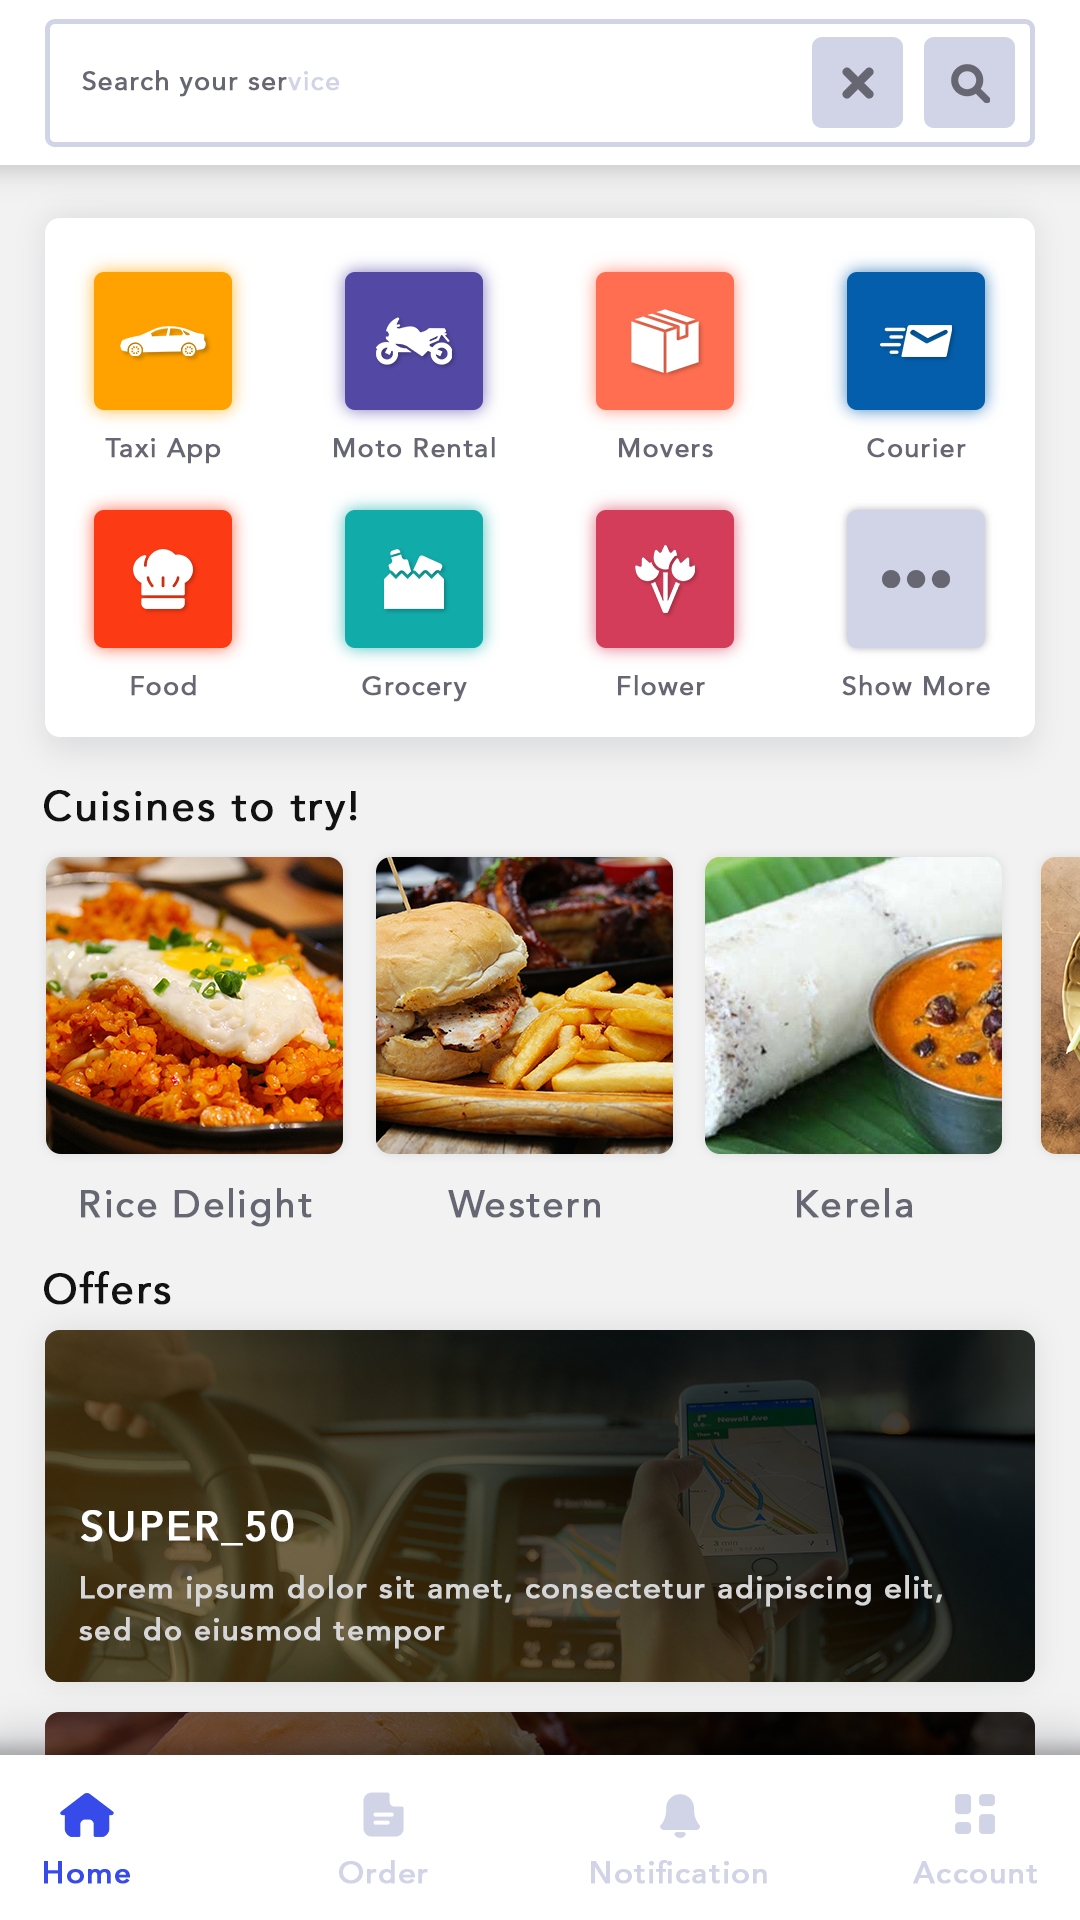 Search your service
Taxi App
Moto Rental
Movers
Courier
Food
Grocery
Flower
Show More
Cuisines to try!
Rice Delight
Western
Kerela
Offers
Newell Ave
SUPER_50
Lorem ipsum dolor sit amet, consectetur adipiscing elit,
sed do eiusmod tempor
Home
Order
Notification
Account